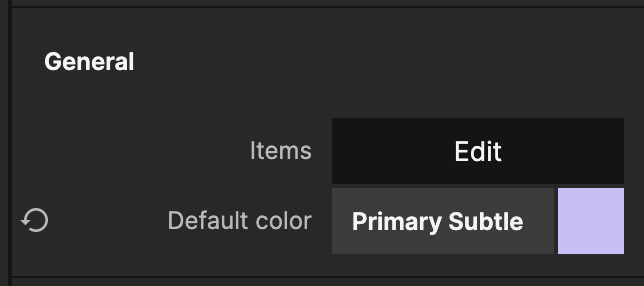 General
Items
Edit
Default color
Primary Subtle